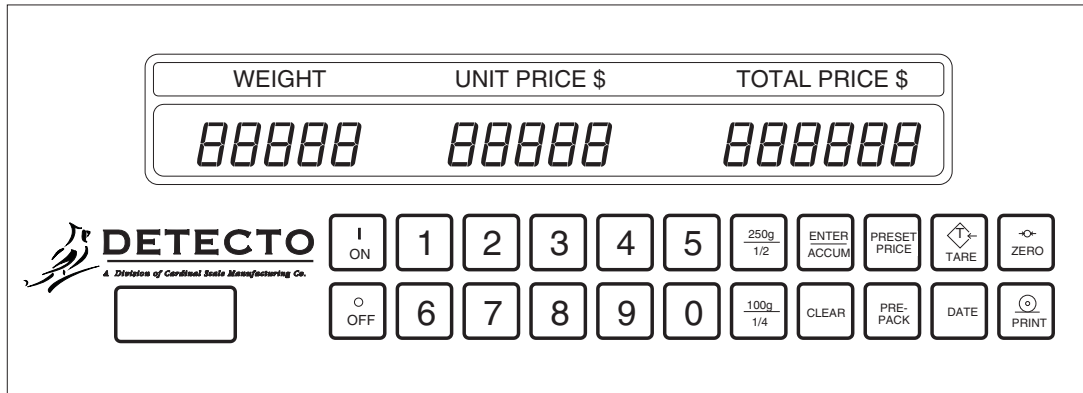 WEIGHT UNIT PRICE $ TOTAL PRICE $
88888 88888 888888
DETECTO
A Division of Cardinal Scale Manufacturing Co.
I
ON
1 2 3 4 5
250g
1/2
ENTER
ACCUM
PRESET
PRICE
T
TARE
ZERO
OFF
6 7 8 9 0
100g
1/4
CLEAR
PRE-
PACK
DATE
PRINT